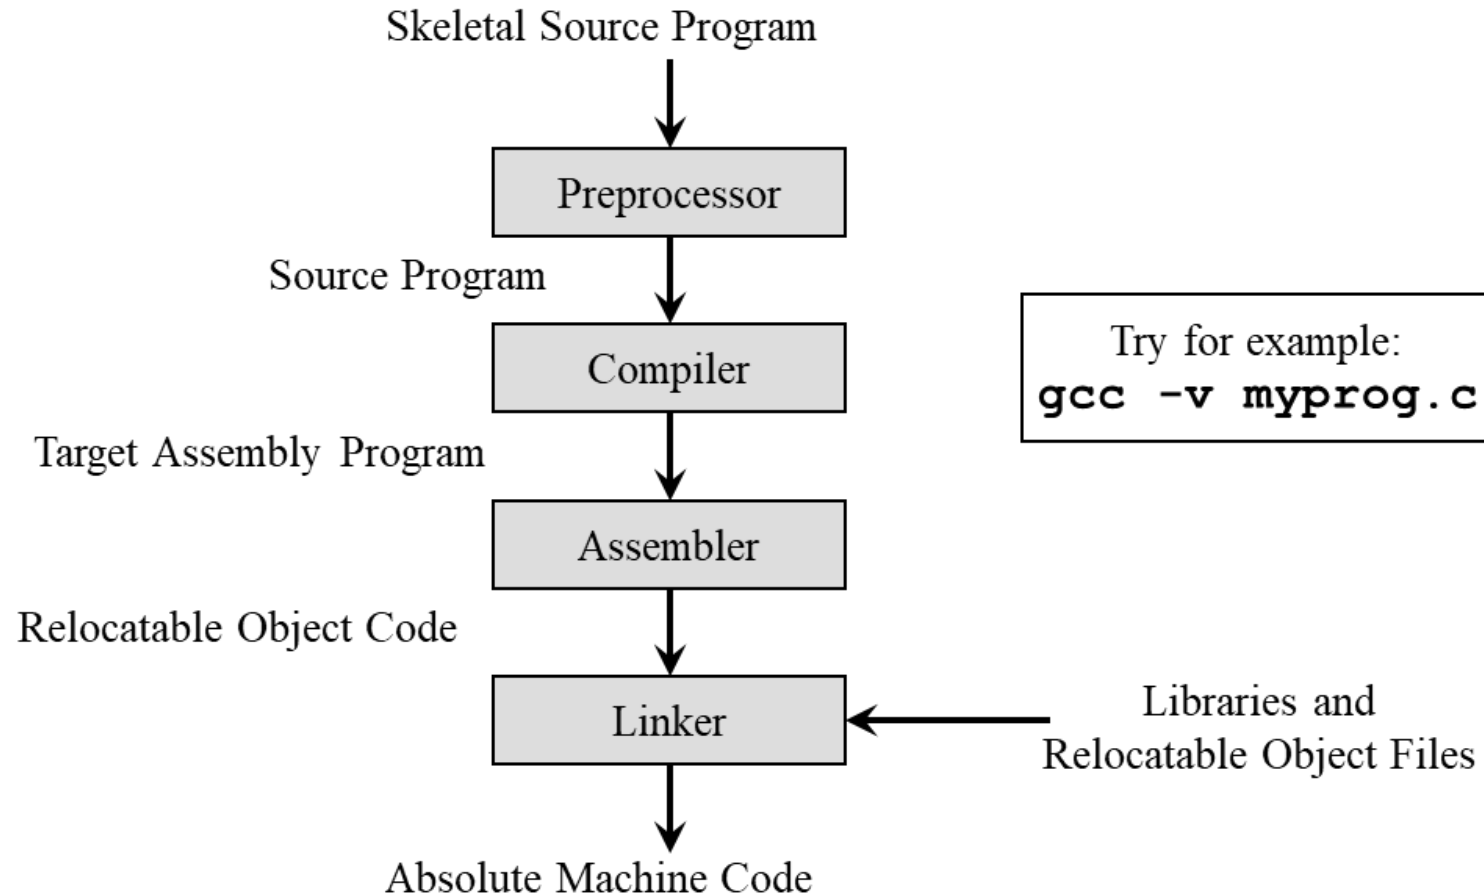 Skeletal Source Program
Preprocessor
Source Program
Compiler
Try for example:
gcc -v myprog.c
Target Assembly Program
Assembler
Relocatable Object Code
Linker
Libraries and
Relocatable Object Files
Absolute Machine Code